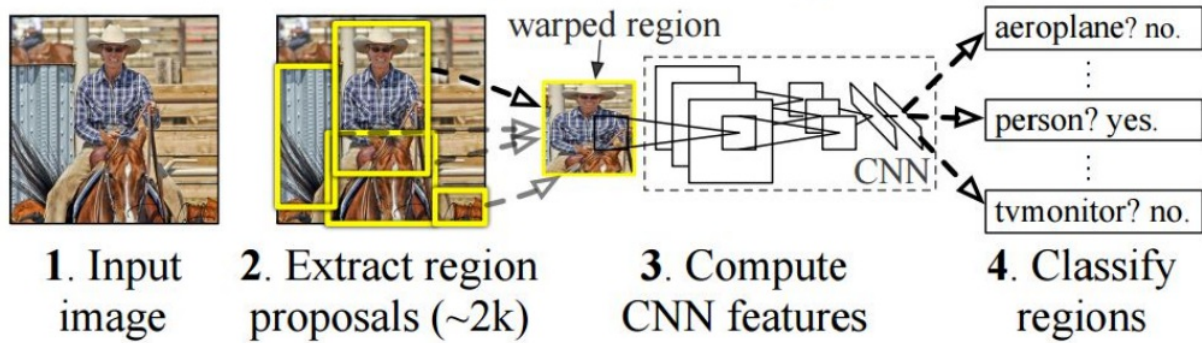 warped region
aeroplane? no.
person? yes.
CNN
tvmonitor? no.
1. Input
image
2. Extract region
proposals (~2k)
3. Compute
CNN features
4. Classify
regions